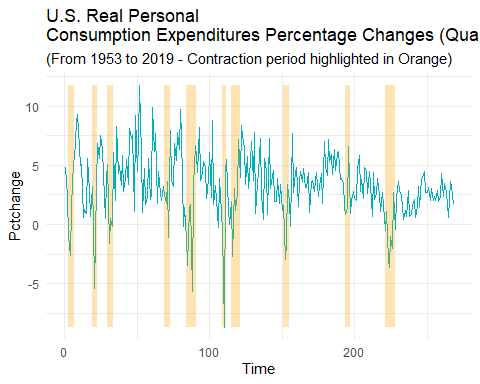 U.S. Real Personal
Consumption Expenditures Percentage Changes (Qua
(From 1953 to 2019 - Contraction period highlighted in Orange)
Pctchange
10
5
0
-5
0
100
200
Time